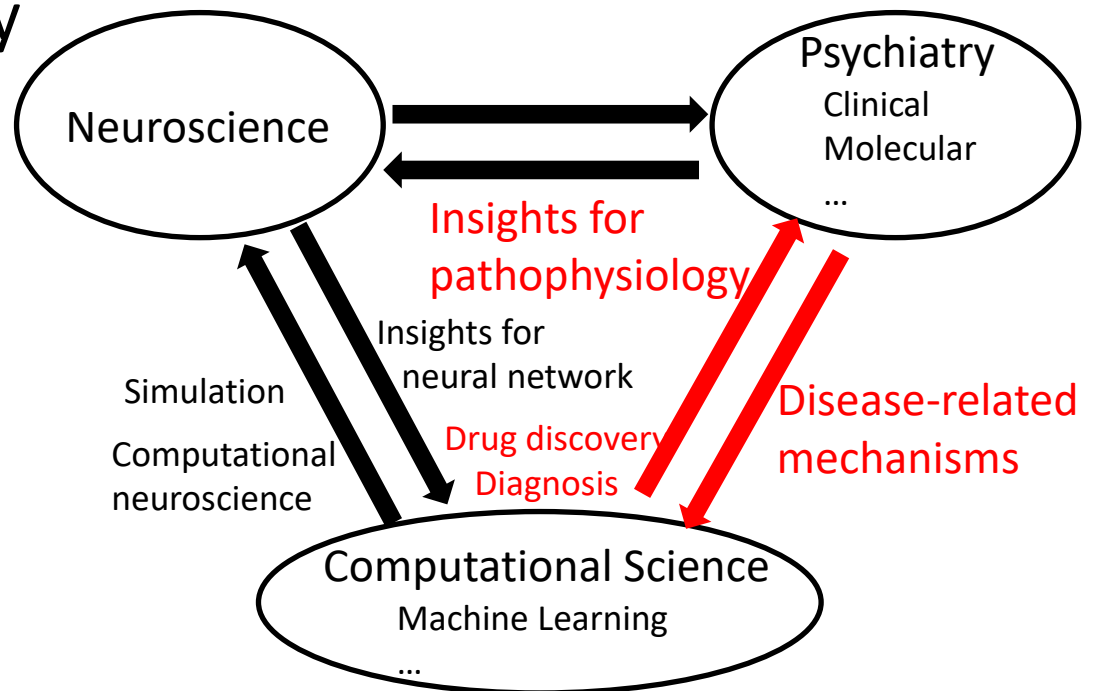 y
Neuroscience
Psychiatry
Clinical
Molecular
...
Insights for
pathophysiology
Insights for
neural network
Simulation
Computational
neuroscience
Drug discovery
Diagnosis
Disease-related
mechanisms
Computational Science
Machine Learning
...